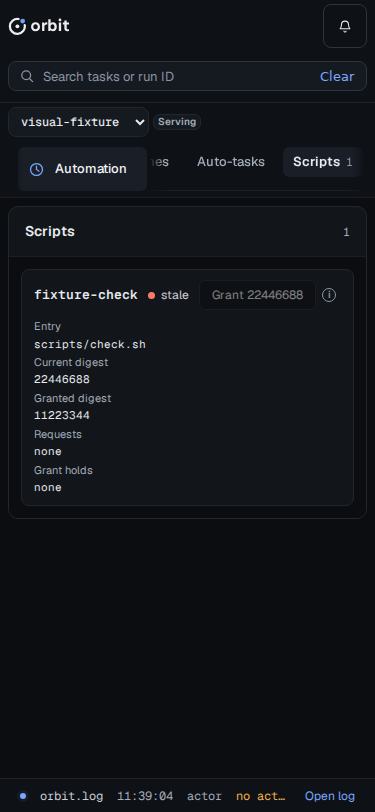 orbit
Search tasks or run ID Clear
visual-fixture Serving
Automation Auto-tasks Scripts 1
Scripts 1
fixture-check stale Grant 22446688
Entry
scripts/check.sh
Current digest
22446688
Granted digest
11223344
Requests
none
Grant holds
none
orbit.log 11:39:04 actor no act… Open log